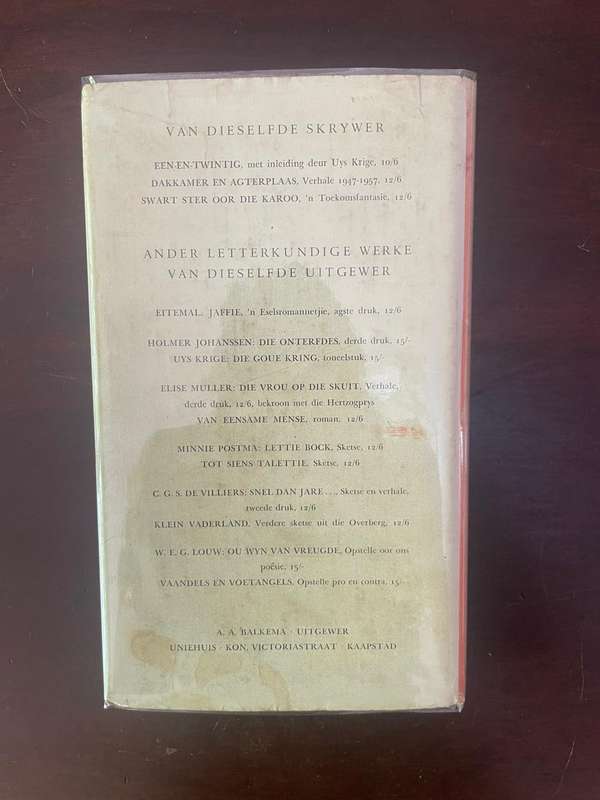 VAN DIESELFDE SKRYWER
EEN-EN-TWINTIG, met inleiding deur Uys Krige, 10/6
DAKKAMER EN AGTERPLAAS, Verhale 1947-1957, 12/6
SWART STER OOR DIE KAROO, 'n Toekomsfantasie, 12/6
ANDER LETTERKUNDIGE WERKE
VAN DIESELFDE UITGEWER
EITEMAL: JAFFIE, 'n Eselsromannetjie, agste druk, 12/6
HOLMER JOHANSSEN: DIE ONTERFDES, derde druk, 15/-
UYS KRIGE: DIE GOUE KRING, toneelstuk, 15/-
ELISE MULLER: DIE VROU OP DIE SKUIT, Verhale,
derde druk, 12/6, bekroon met die Hertzogprys
VAN EENSAME MENSE, roman, 12/6
MINNIE POSTMA: LETTIE BOCK, Sketse, 12/6
TOT SIENS TALETTIE, Sketse, 12/6
C. G. S. DE VILLIERS: SNEL DAN JARE..., Sketse en verhale,
tweede druk, 12/6
KLEIN VADERLAND, Verdere sketse uit die Overberg, 12/6
W. E. G. LOUW: OU WYN VAN VREUGDE, Opstelle oor ons
poësie, 15/-
VAANDELS EN VOETANGELS, Opstelle pro en contra, 15/-
A. A. BALKEMA · UITGEWER
UNIEHUIS · KON. VICTORIASTRAAT · KAAPSTAD